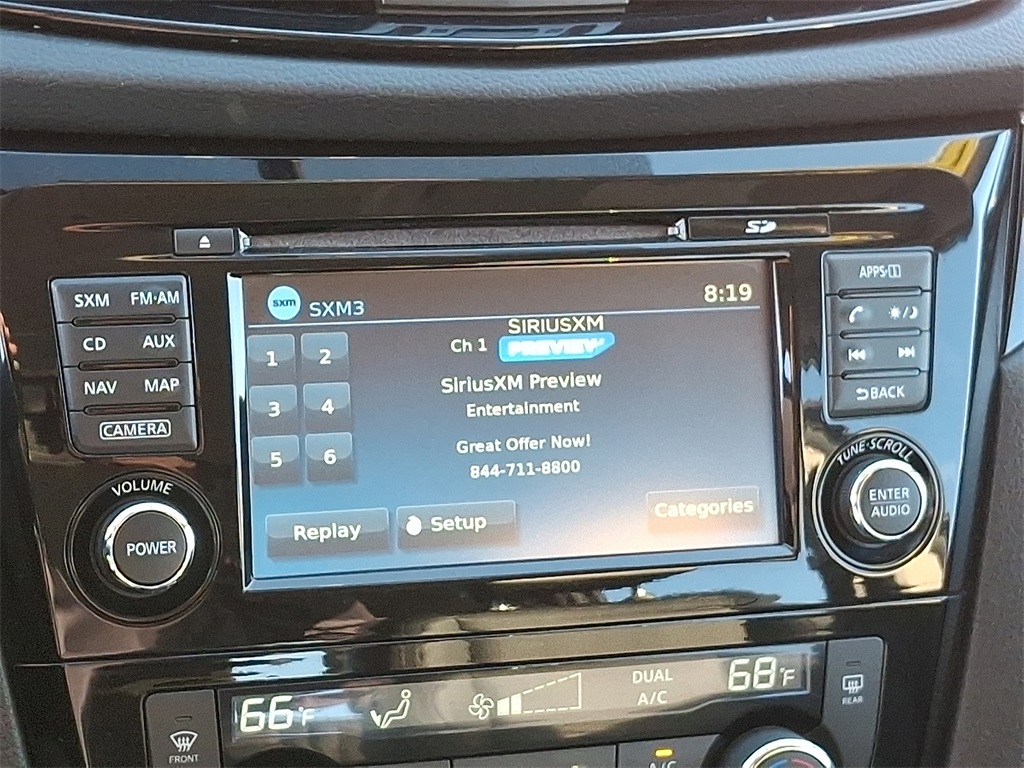 SD
SXM FM·AM
CD AUX
NAV MAP
CAMERA
VOLUME
POWER
sxm SXM3 8:19
SIRIUSXM
Ch 1 PREVIEW
SiriusXM Preview
Entertainment
Great Offer Now!
844-711-8800
1 2
3 4
5 6
Replay Setup Categories
APPS·i
BACK
TUNE·SCROLL
ENTER
AUDIO
66°F
DUAL
A/C
68°F
FRONT
REAR
A/C